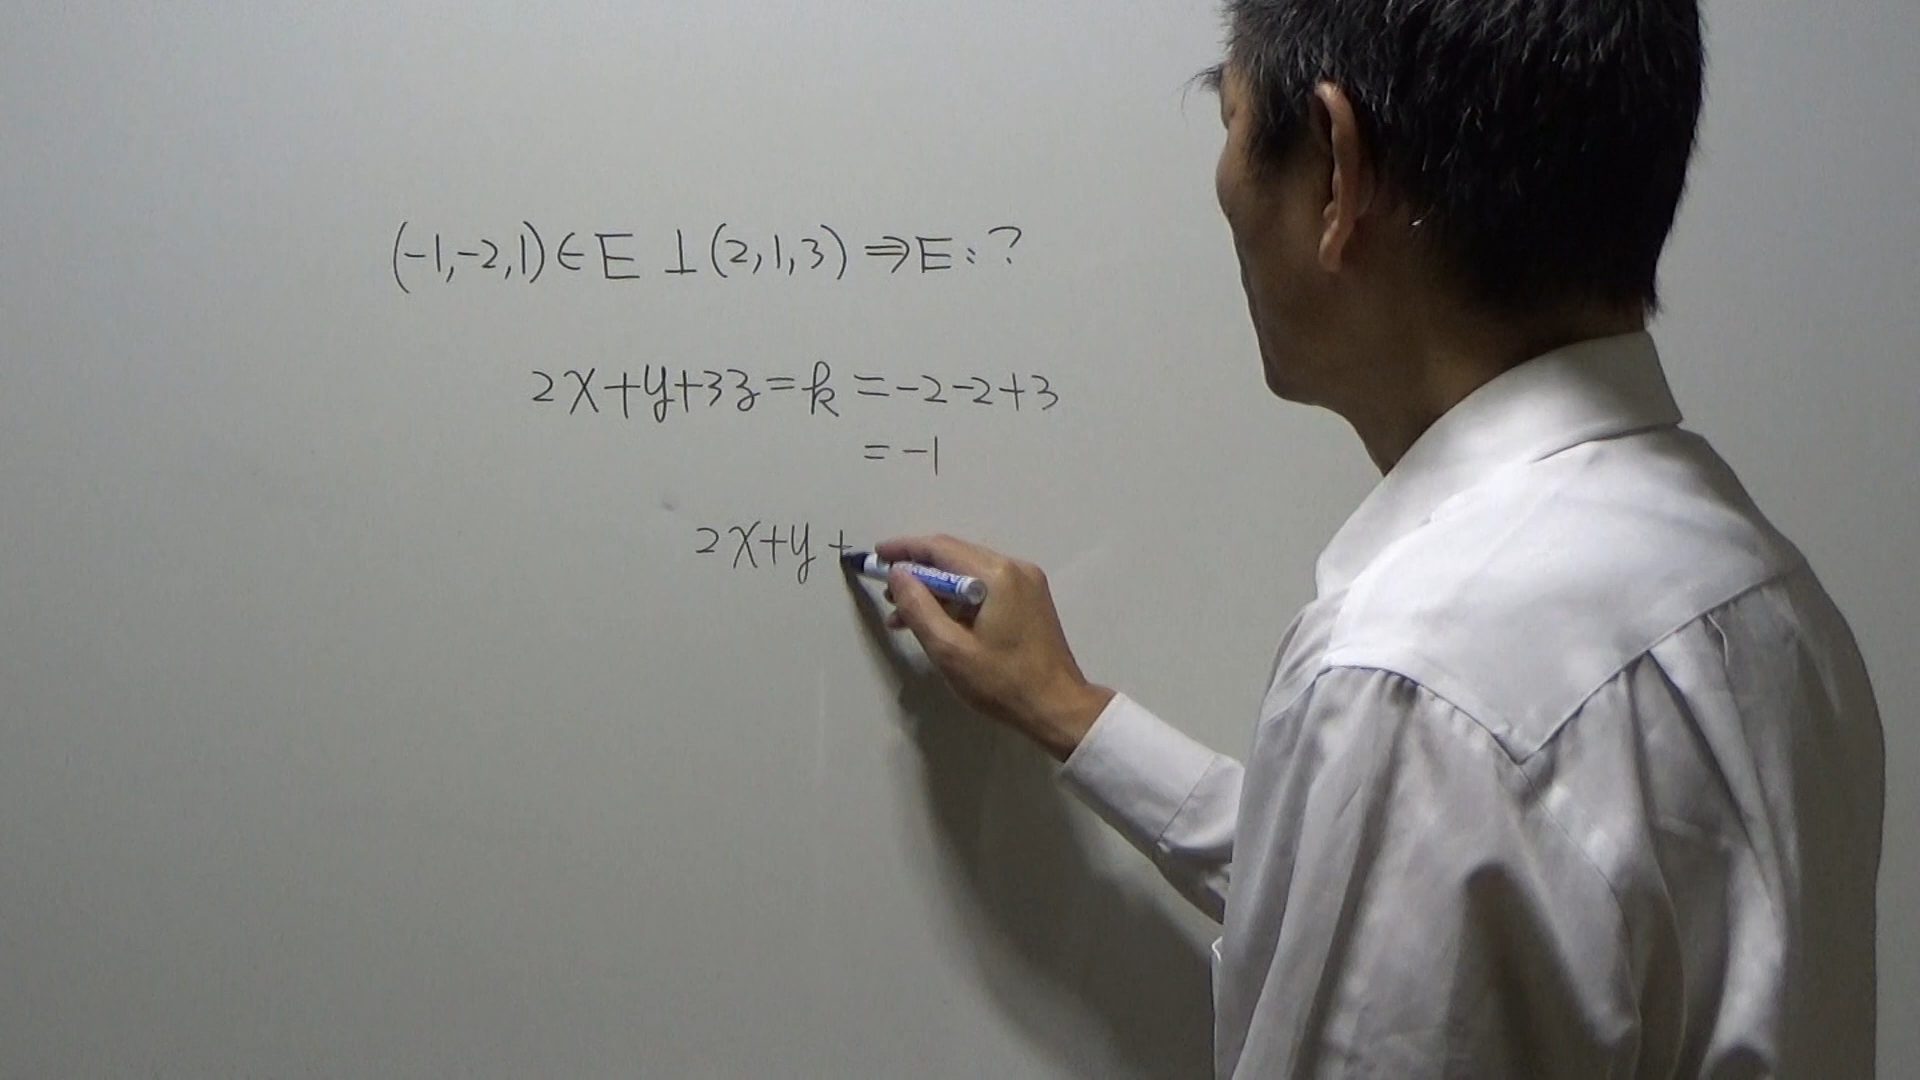 (-1,-2,1)∈E⊥(2,1,3)⇒E:?
2x+y+3z=k=-2-2+3
=-1
2x+y+